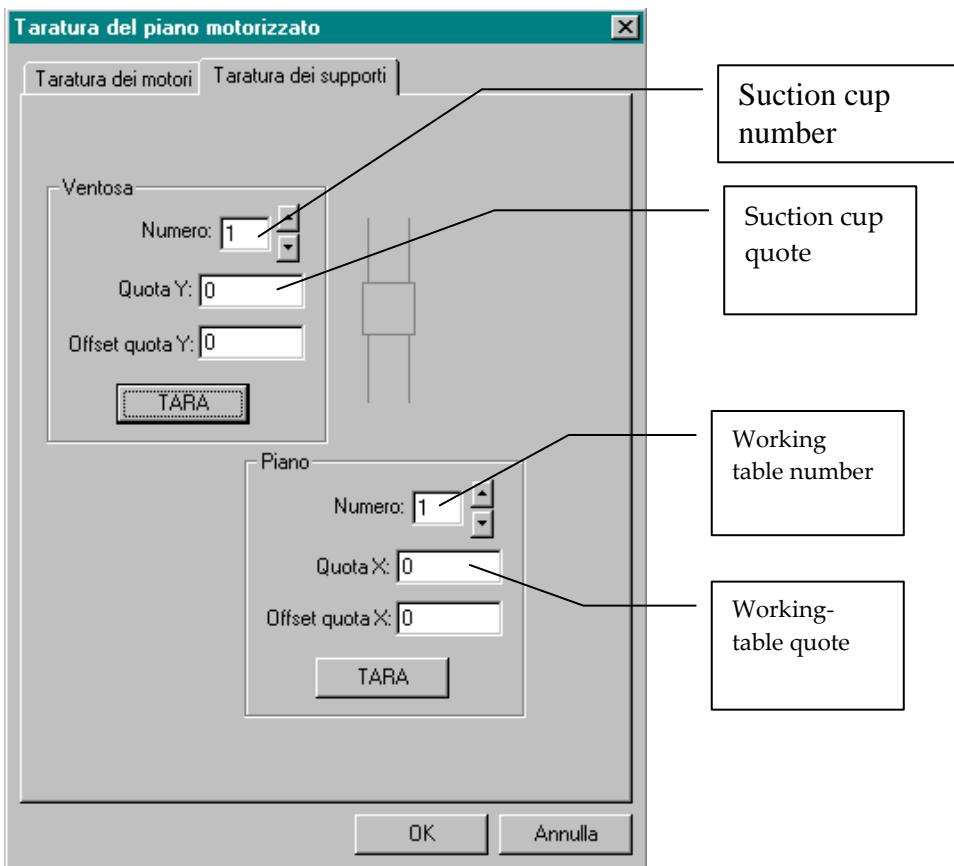 Taratura del piano motorizzato
Taratura dei motori
Taratura dei supporti
Ventosa
Numero: 1
Quota Y: 0
Offset quota Y: 0
TARA
Piano
Numero: 1
Quota X: 0
Offset quota X: 0
TARA
OK
Annulla
Suction cup
number
Suction cup
quote
Working
table number
Working-
table quote